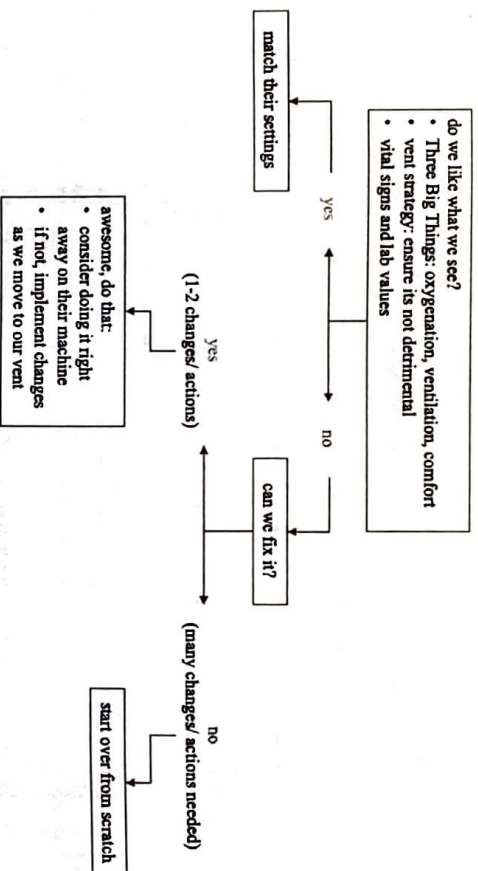 do we like what we see?
• Three Big Things: oxygenation, ventilation, comfort
• vent strategy: ensure its not detrimental
• vital signs and lab values
yes
no
match their settings
can we fix it?
yes
(1-2 changes/ actions)
no
(many changes/ actions needed)
awesome, do that:
• consider doing it right
away on their machine
• if not, implement changes
as we move to our vent
start over from scratch